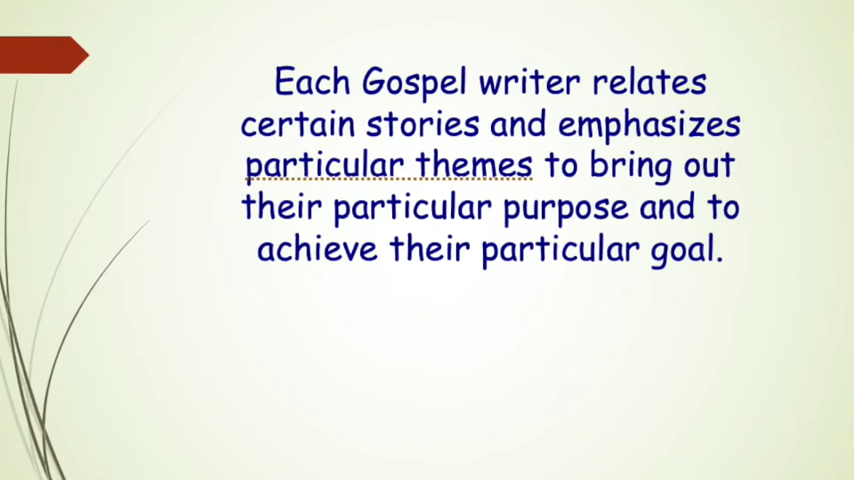 Each Gospel writer relates
certain stories and emphasizes
particular themes to bring out
their particular purpose and to
achieve their particular goal.